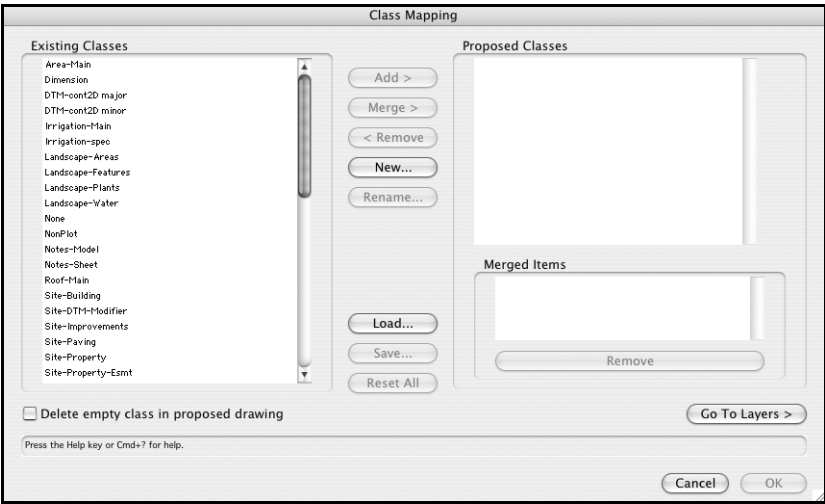 Class Mapping
Existing Classes
Area-Main
Dimension
DTM-cont2D major
DTM-cont2D minor
Irrigation-Main
Irrigation-spec
Landscape-Areas
Landscape-Features
Landscape-Plants
Landscape-Water
None
NonPlot
Notes-Model
Notes-Sheet
Roof-Main
Site-Building
Site-DTM-Modifier
Site-Improvements
Site-Paving
Site-Property
Site-Property-Esmt
Add >
Merge >
< Remove
New...
Rename...
Load...
Save...
Reset All
Proposed Classes
Merged Items
Remove
Delete empty class in proposed drawing
Go To Layers >
Press the Help key or Cmd+? for help.
Cancel
OK